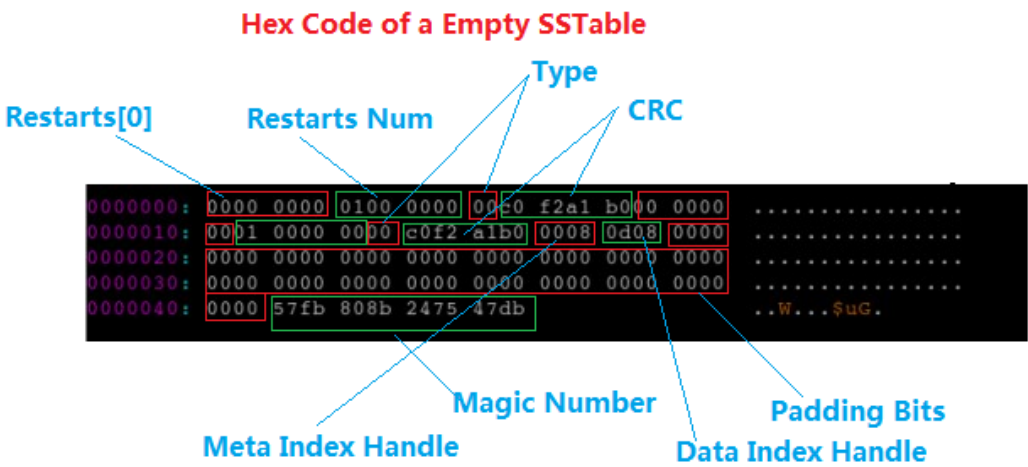 Hex Code of a Empty SSTable
Type
CRC
Restarts[0]
Restarts Num
0000000: 0000 0000 0100 0000 00c0 f2a1 b000 0000 ................
0000010: 0001 0000 0000 c0f2 a1b0 0008 0d08 0000 ................
0000020: 0000 0000 0000 0000 0000 0000 0000 0000 ................
0000030: 0000 0000 0000 0000 0000 0000 0000 0000 ................
0000040: 0000 57fb 808b 2475 47db ..W...$uG.
Magic Number
Padding Bits
Meta Index Handle
Data Index Handle